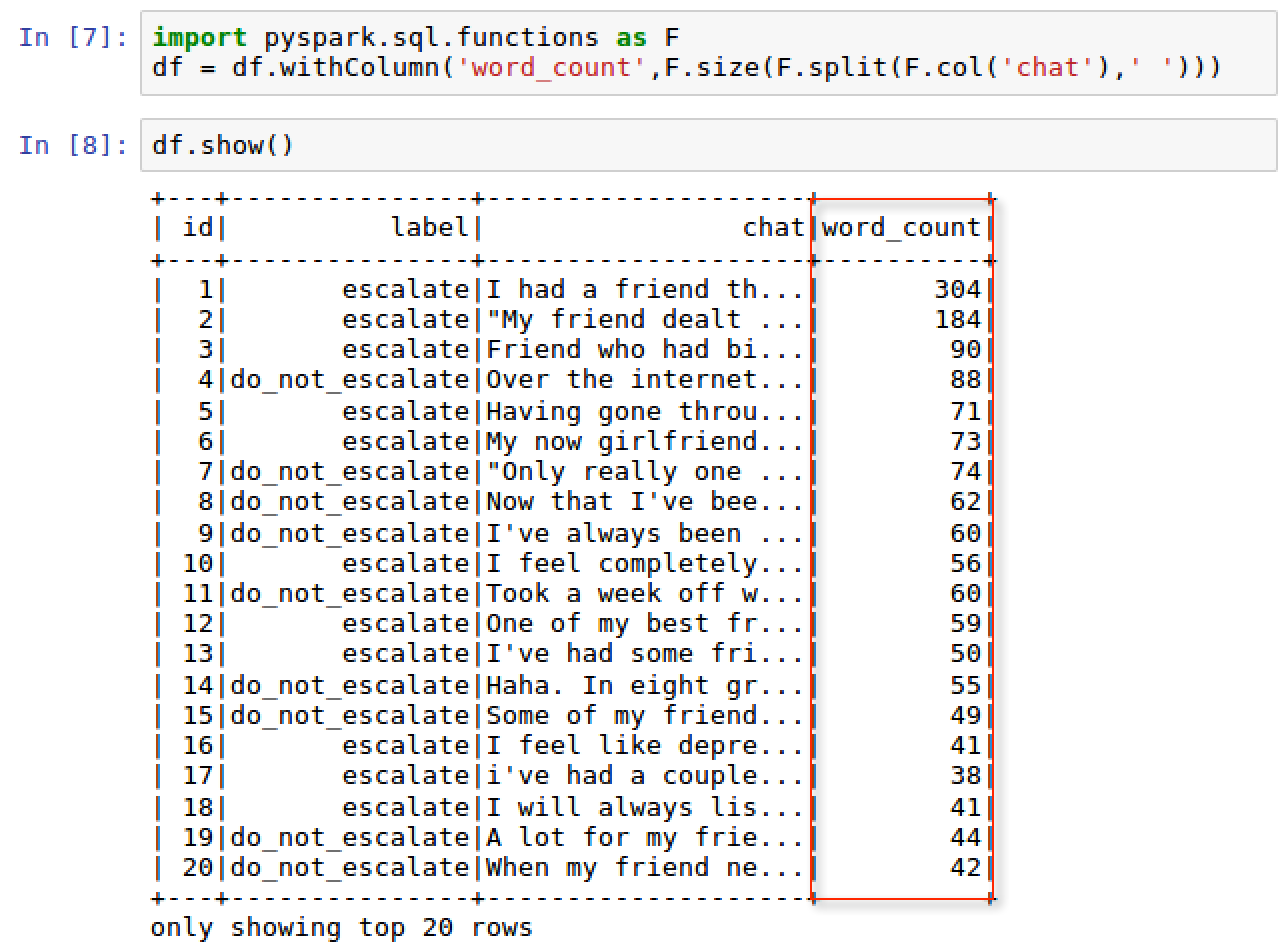 In [7]: import pyspark.sql.functions as F
df = df.withColumn('word_count',F.size(F.split(F.col('chat'),' ')))
In [8]: df.show()
+---+---------------+--------------------+----------+
| id|          label|                chat|word_count|
+---+---------------+--------------------+----------+
|  1|       escalate|I had a friend th...|       304|
|  2|       escalate|"My friend dealt ...|       184|
|  3|       escalate|Friend who had bi...|        90|
|  4|do_not_escalate|Over the internet...|        88|
|  5|       escalate|Having gone throu...|        71|
|  6|       escalate|My now girlfriend...|        73|
|  7|do_not_escalate|"Only really one ...|        74|
|  8|do_not_escalate|Now that I've bee...|        62|
|  9|do_not_escalate|I've always been ...|        60|
| 10|       escalate|I feel completely...|        56|
| 11|do_not_escalate|Took a week off w...|        60|
| 12|       escalate|One of my best fr...|        59|
| 13|       escalate|I've had some fri...|        50|
| 14|do_not_escalate|Haha. In eight gr...|        55|
| 15|do_not_escalate|Some of my friend...|        49|
| 16|       escalate|I feel like depre...|        41|
| 17|       escalate|i've had a couple...|        38|
| 18|       escalate|I will always lis...|        41|
| 19|do_not_escalate|A lot for my frie...|        44|
| 20|do_not_escalate|When my friend ne...|        42|
+---+---------------+--------------------+----------+
only showing top 20 rows